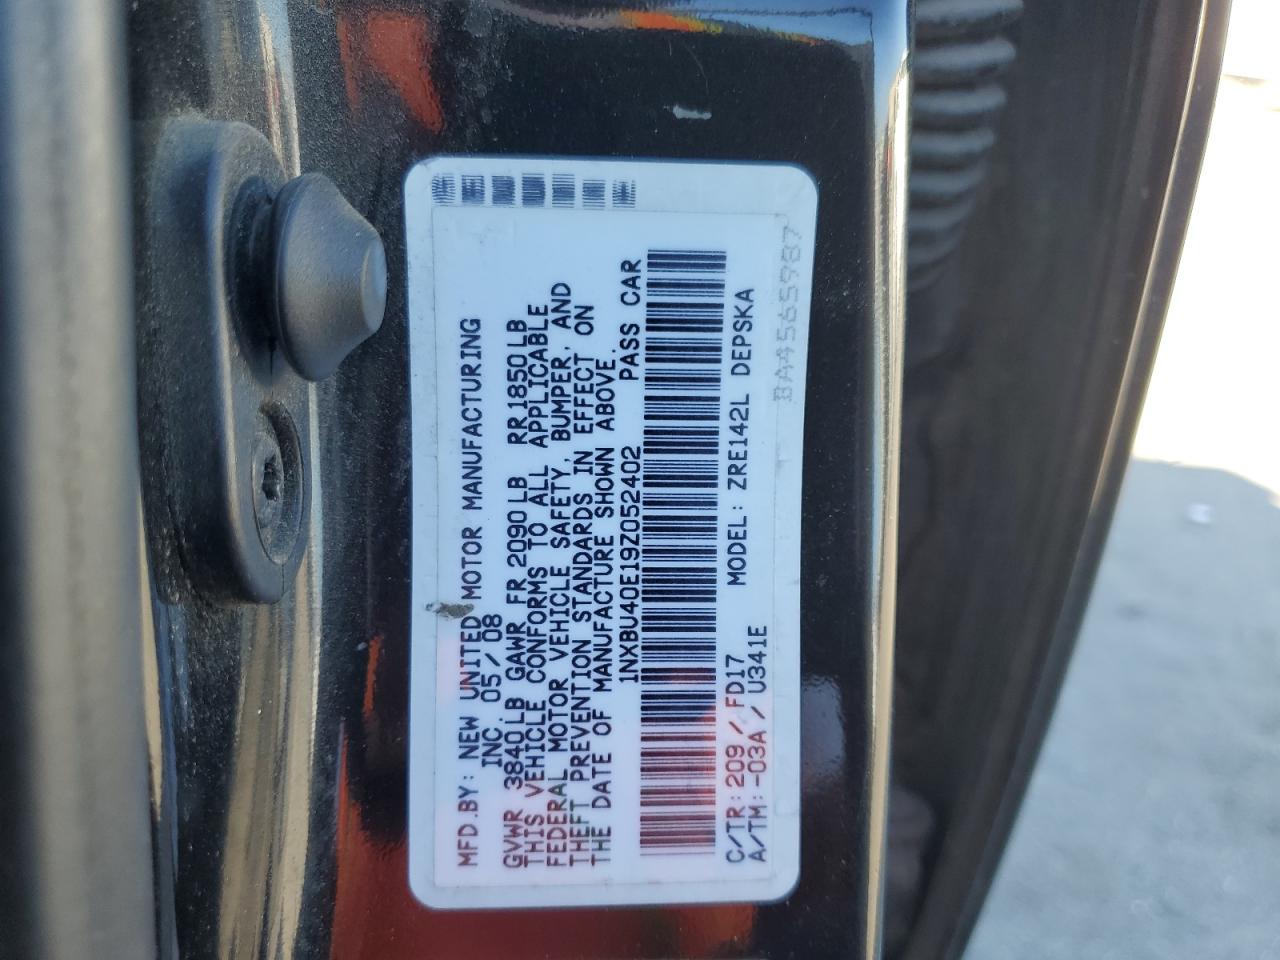 MFD.BY: NEW UNITED MOTOR MANUFACTURING
INC. 05/08
GVWR 3840LB GAWR FR 2090LB RR1850LB
THIS VEHICLE CONFORMS TO ALL APPLICABLE
FEDERAL MOTOR VEHICLE SAFETY, BUMPER, AND
THEFT PREVENTION STANDARDS IN EFFECT ON
THE DATE OF MANUFACTURE SHOWN ABOVE.
1NXBU40E19Z052402 PASS CAR
C/TR: 209/FD17 MODEL: ZRE142L DEPSKA
A/TM: -03A/U341E
BA4565987